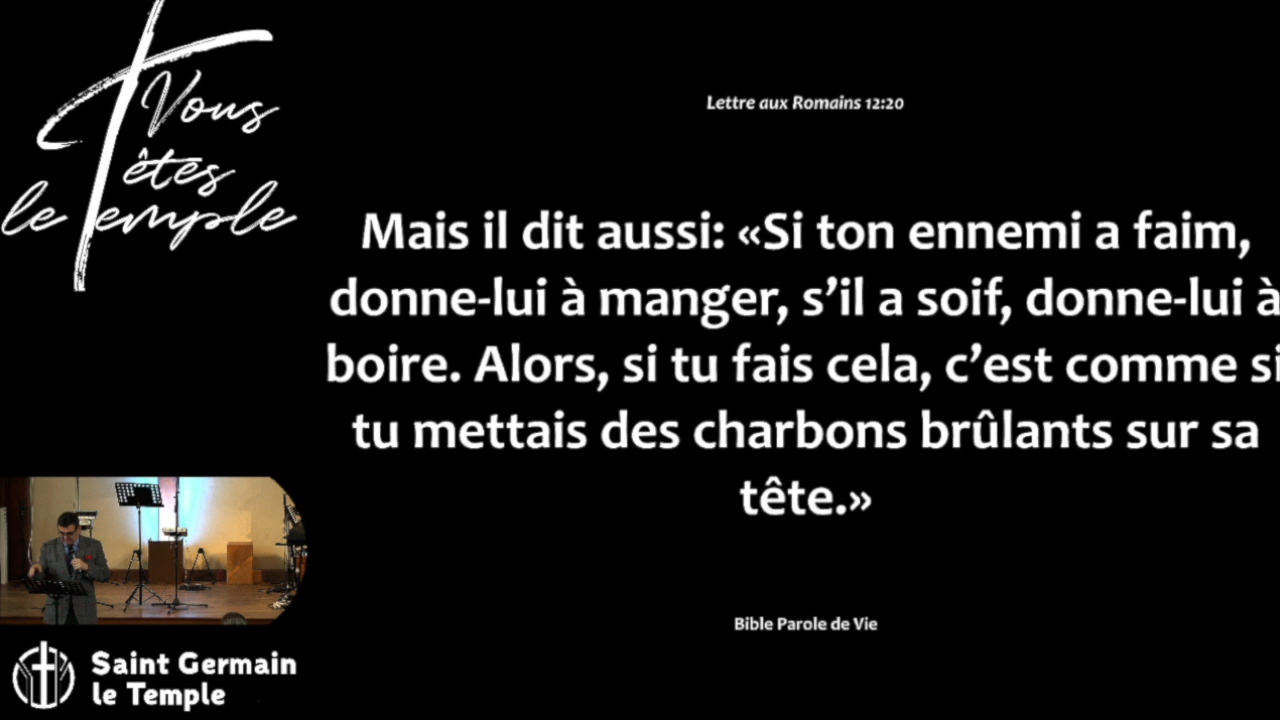 Vous
êtes
le Temple
Lettre aux Romains 12:20
Mais il dit aussi: «Si ton ennemi a faim,
donne-lui à manger, s’il a soif, donne-lui à
boire. Alors, si tu fais cela, c’est comme si
tu mettais des charbons brûlants sur sa
tête.»
Bible Parole de Vie
Saint Germain
le Temple